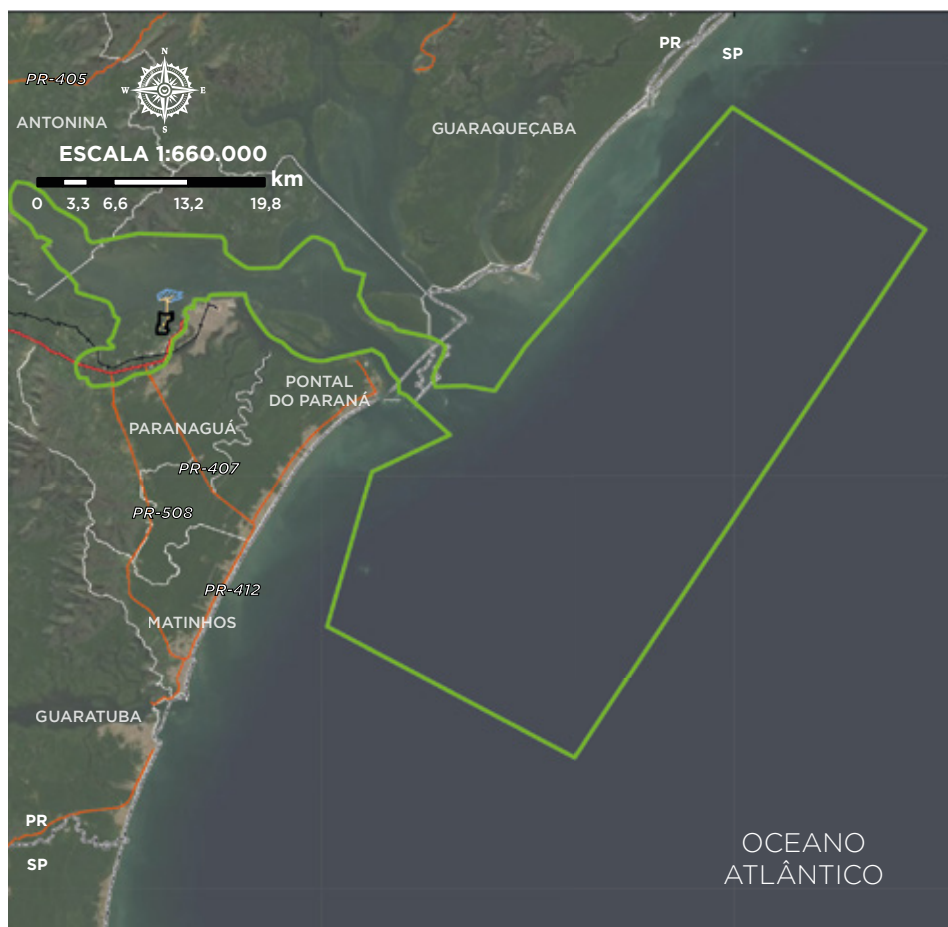 PR
SP
PR-405
N
W
E
S
ANTONINA
GUARAQUEÇABA
ESCALA 1:660.000
km
0 3,3 6,6 13,2 19,8
PONTAL
DO PARANÁ
PARANAGUÁ
PR-407
PR-508
PR-412
MATINHOS
GUARATUBA
PR
SP
OCEANO
ATLÂNTICO